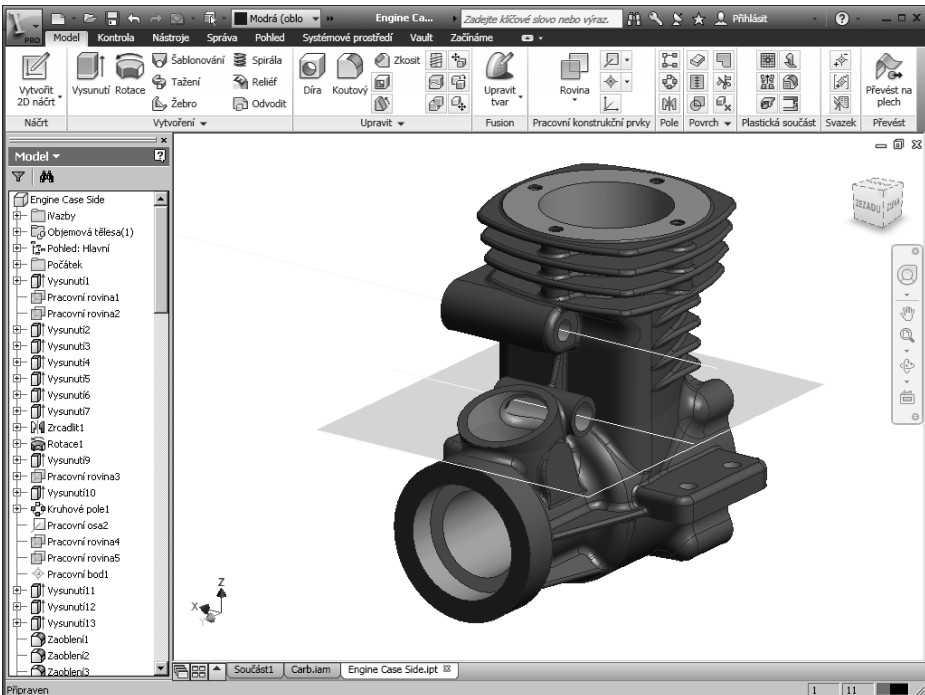 Modrá (oblo
Engine Ca...
Zadejte klíčové slovo nebo výraz.
Přihlásit
PRO
Model Kontrola Nástroje Správa Pohled Systémové prostředí Vault Začínáme
Vytvořit 2D náčrt
Vysunutí
Rotace
Šablonování
Tažení
Žebro
Spirála
Reliéf
Odvodit
Díra
Koutový
Zkosit
Upravit tvar
Rovina
Převést na plech
Náčrt
Vytvoření
Upravit
Fusion
Pracovní konstrukční prvky
Pole
Povrch
Plastická součást
Svazek
Převést
Model
Engine Case Side
iVazby
Objemová tělesa(1)
Pohled: Hlavní
Počátek
Vysunutí1
Pracovní rovina1
Pracovní rovina2
Vysunutí2
Vysunutí3
Vysunutí4
Vysunutí5
Vysunutí6
Vysunutí7
Zrcadlit1
Rotace1
Vysunutí9
Pracovní rovina3
Vysunutí10
Kruhové pole1
Pracovní osa2
Pracovní rovina4
Pracovní rovina5
Pracovní bod1
Vysunutí11
Vysunutí12
Vysunutí13
Zaoblení1
Zaoblení2
Zaoblení3
ZEZADU
Z
X
Y
Součást1
Carb.iam
Engine Case Side.ipt
Připraven
1
11